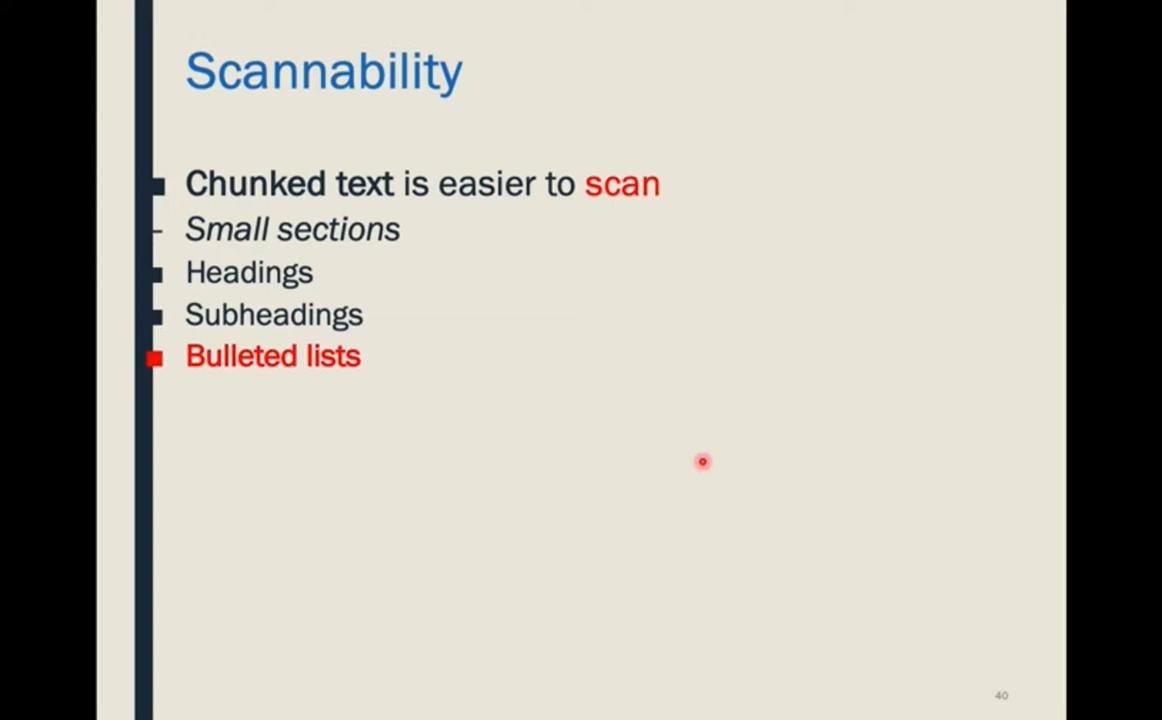 Scannability
Chunked text is easier to scan
Small sections
Headings
Subheadings
Bulleted lists
40